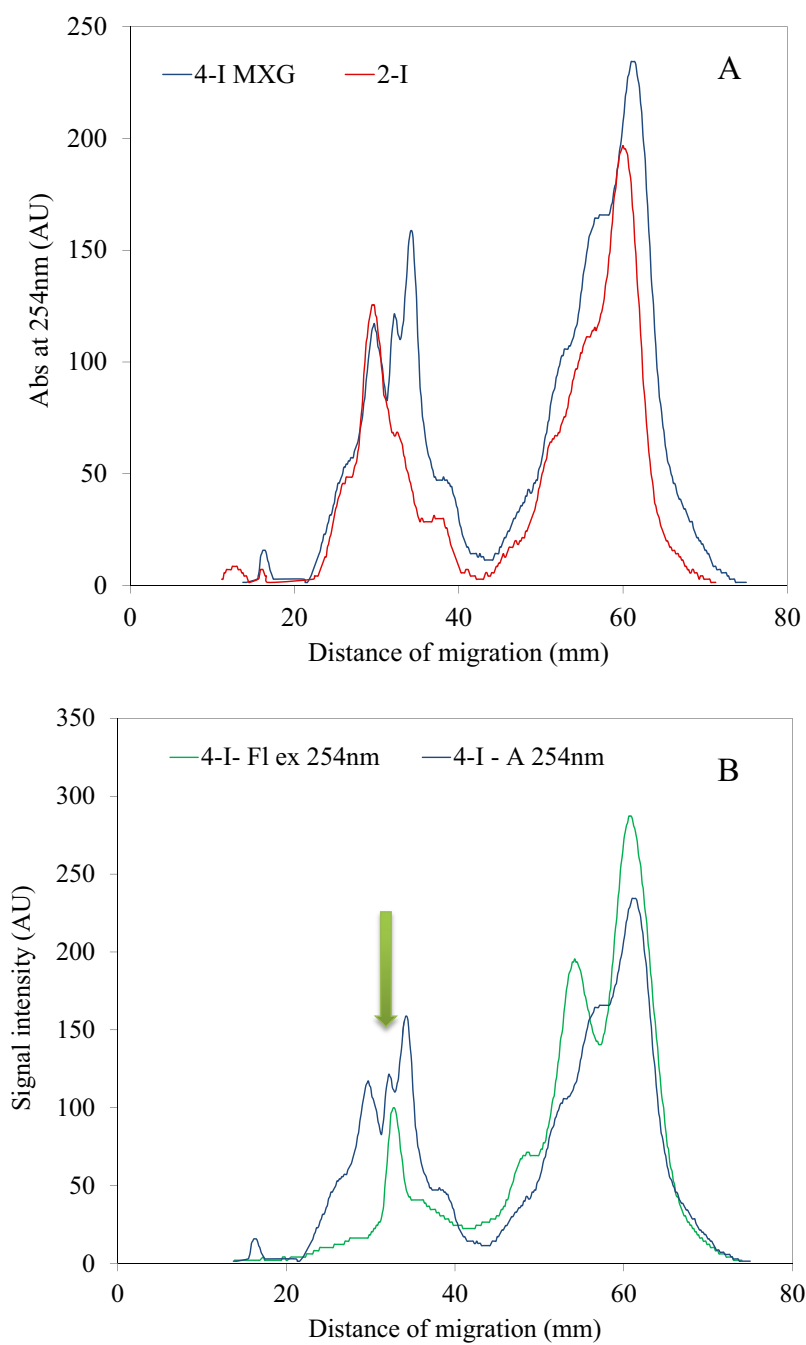 250
4-I MXG 2-I A
200
150
100
50
0
Abs at 254nm (AU)
0 20 40 60 80
Distance of migration (mm)
350
4-I- Fl ex 254nm 4-I - A 254nm B
300
250
200
150
100
50
0
Signal intensity (AU)
0 20 40 60 80
Distance of migration (mm)